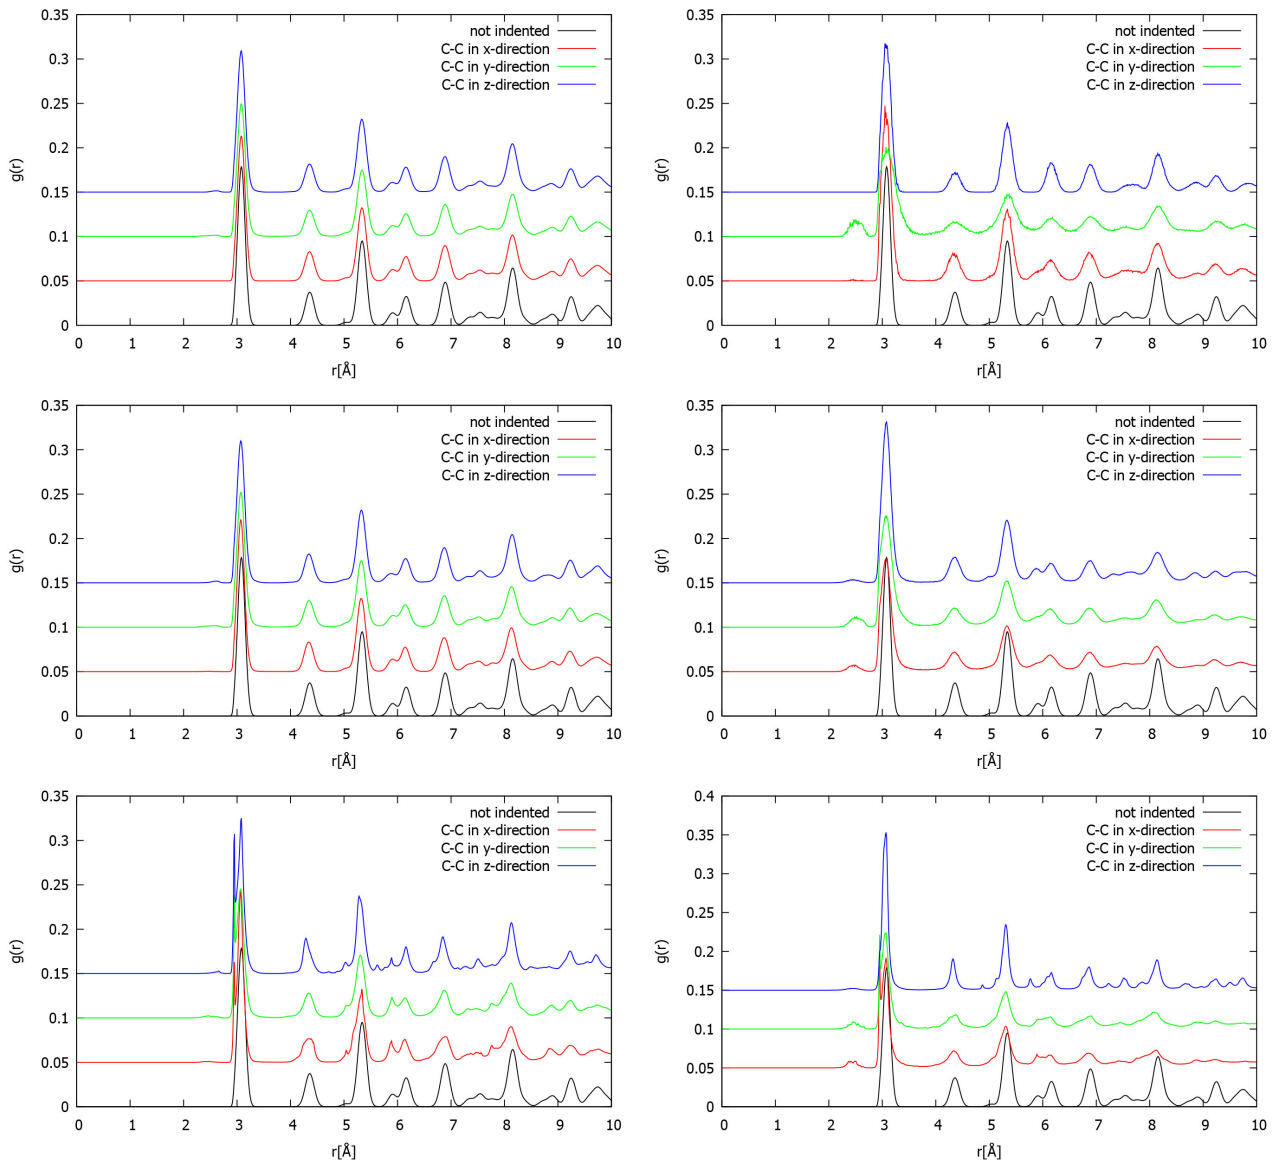 not indented
C-C in x-direction
C-C in y-direction
C-C in z-direction
0.35
0.3
0.25
0.2
0.15
0.1
0.05
0
g(r)
0 1 2 3 4 5 6 7 8 9 10
r[Å]
not indented
C-C in x-direction
C-C in y-direction
C-C in z-direction
0.35
0.3
0.25
0.2
0.15
0.1
0.05
0
g(r)
0 1 2 3 4 5 6 7 8 9 10
r[Å]
not indented
C-C in x-direction
C-C in y-direction
C-C in z-direction
0.35
0.3
0.25
0.2
0.15
0.1
0.05
0
g(r)
0 1 2 3 4 5 6 7 8 9 10
r[Å]
not indented
C-C in x-direction
C-C in y-direction
C-C in z-direction
0.35
0.3
0.25
0.2
0.15
0.1
0.05
0
g(r)
0 1 2 3 4 5 6 7 8 9 10
r[Å]
not indented
C-C in x-direction
C-C in y-direction
C-C in z-direction
0.35
0.3
0.25
0.2
0.15
0.1
0.05
0
g(r)
0 1 2 3 4 5 6 7 8 9 10
r[Å]
not indented
C-C in x-direction
C-C in y-direction
C-C in z-direction
0.4
0.35
0.3
0.25
0.2
0.15
0.1
0.05
0
g(r)
0 1 2 3 4 5 6 7 8 9 10
r[Å]